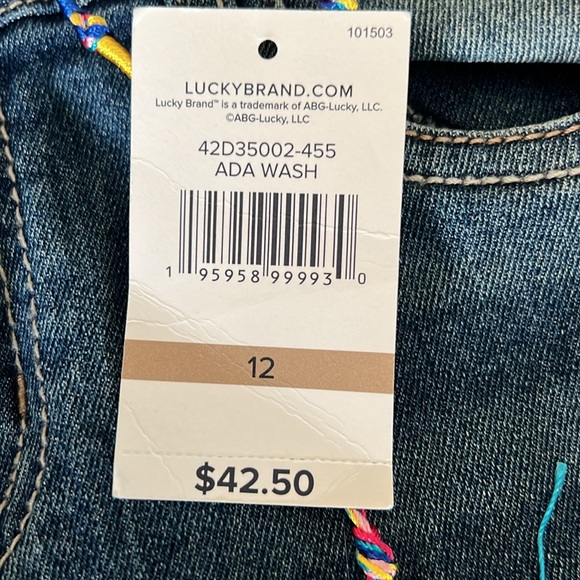 101503
LUCKYBRAND.COM
Lucky Brand™ is a trademark of ABG-Lucky, LLC.
©ABG-Lucky, LLC
42D35002-455
ADA WASH
1 95958 99993 0
12
$42.50